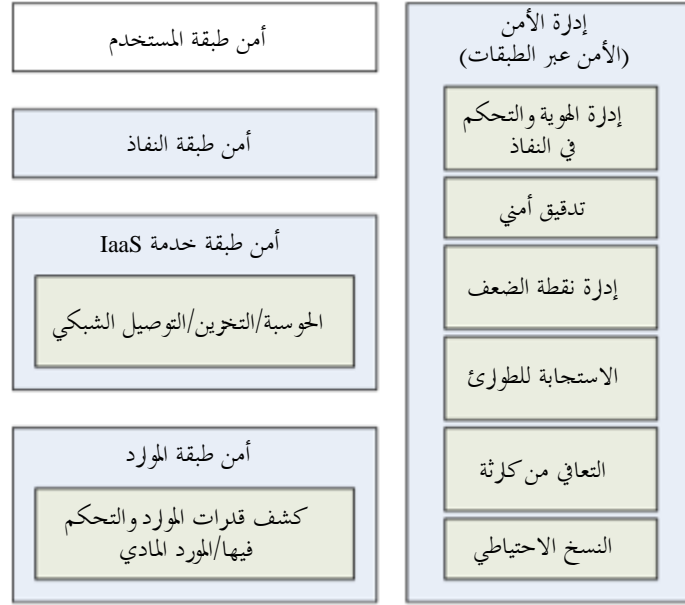 إدارة الأمن
(الأمن عبر الطبقات)
إدارة الهوية والتحكم
في النفاذ
تدقيق أمني
إدارة نقطة الضعف
الاستجابة للطوارئ
التعافي من كارثة
النسخ الاحتياطي
أمن طبقة المستخدم
أمن طبقة النفاذ
أمن طبقة خدمة IaaS
الحوسبة/التخزين/التوصيل الشبكي
أمن طبقة الموارد
كشف قدرات الموارد والتحكم
فيها/المورد المادي